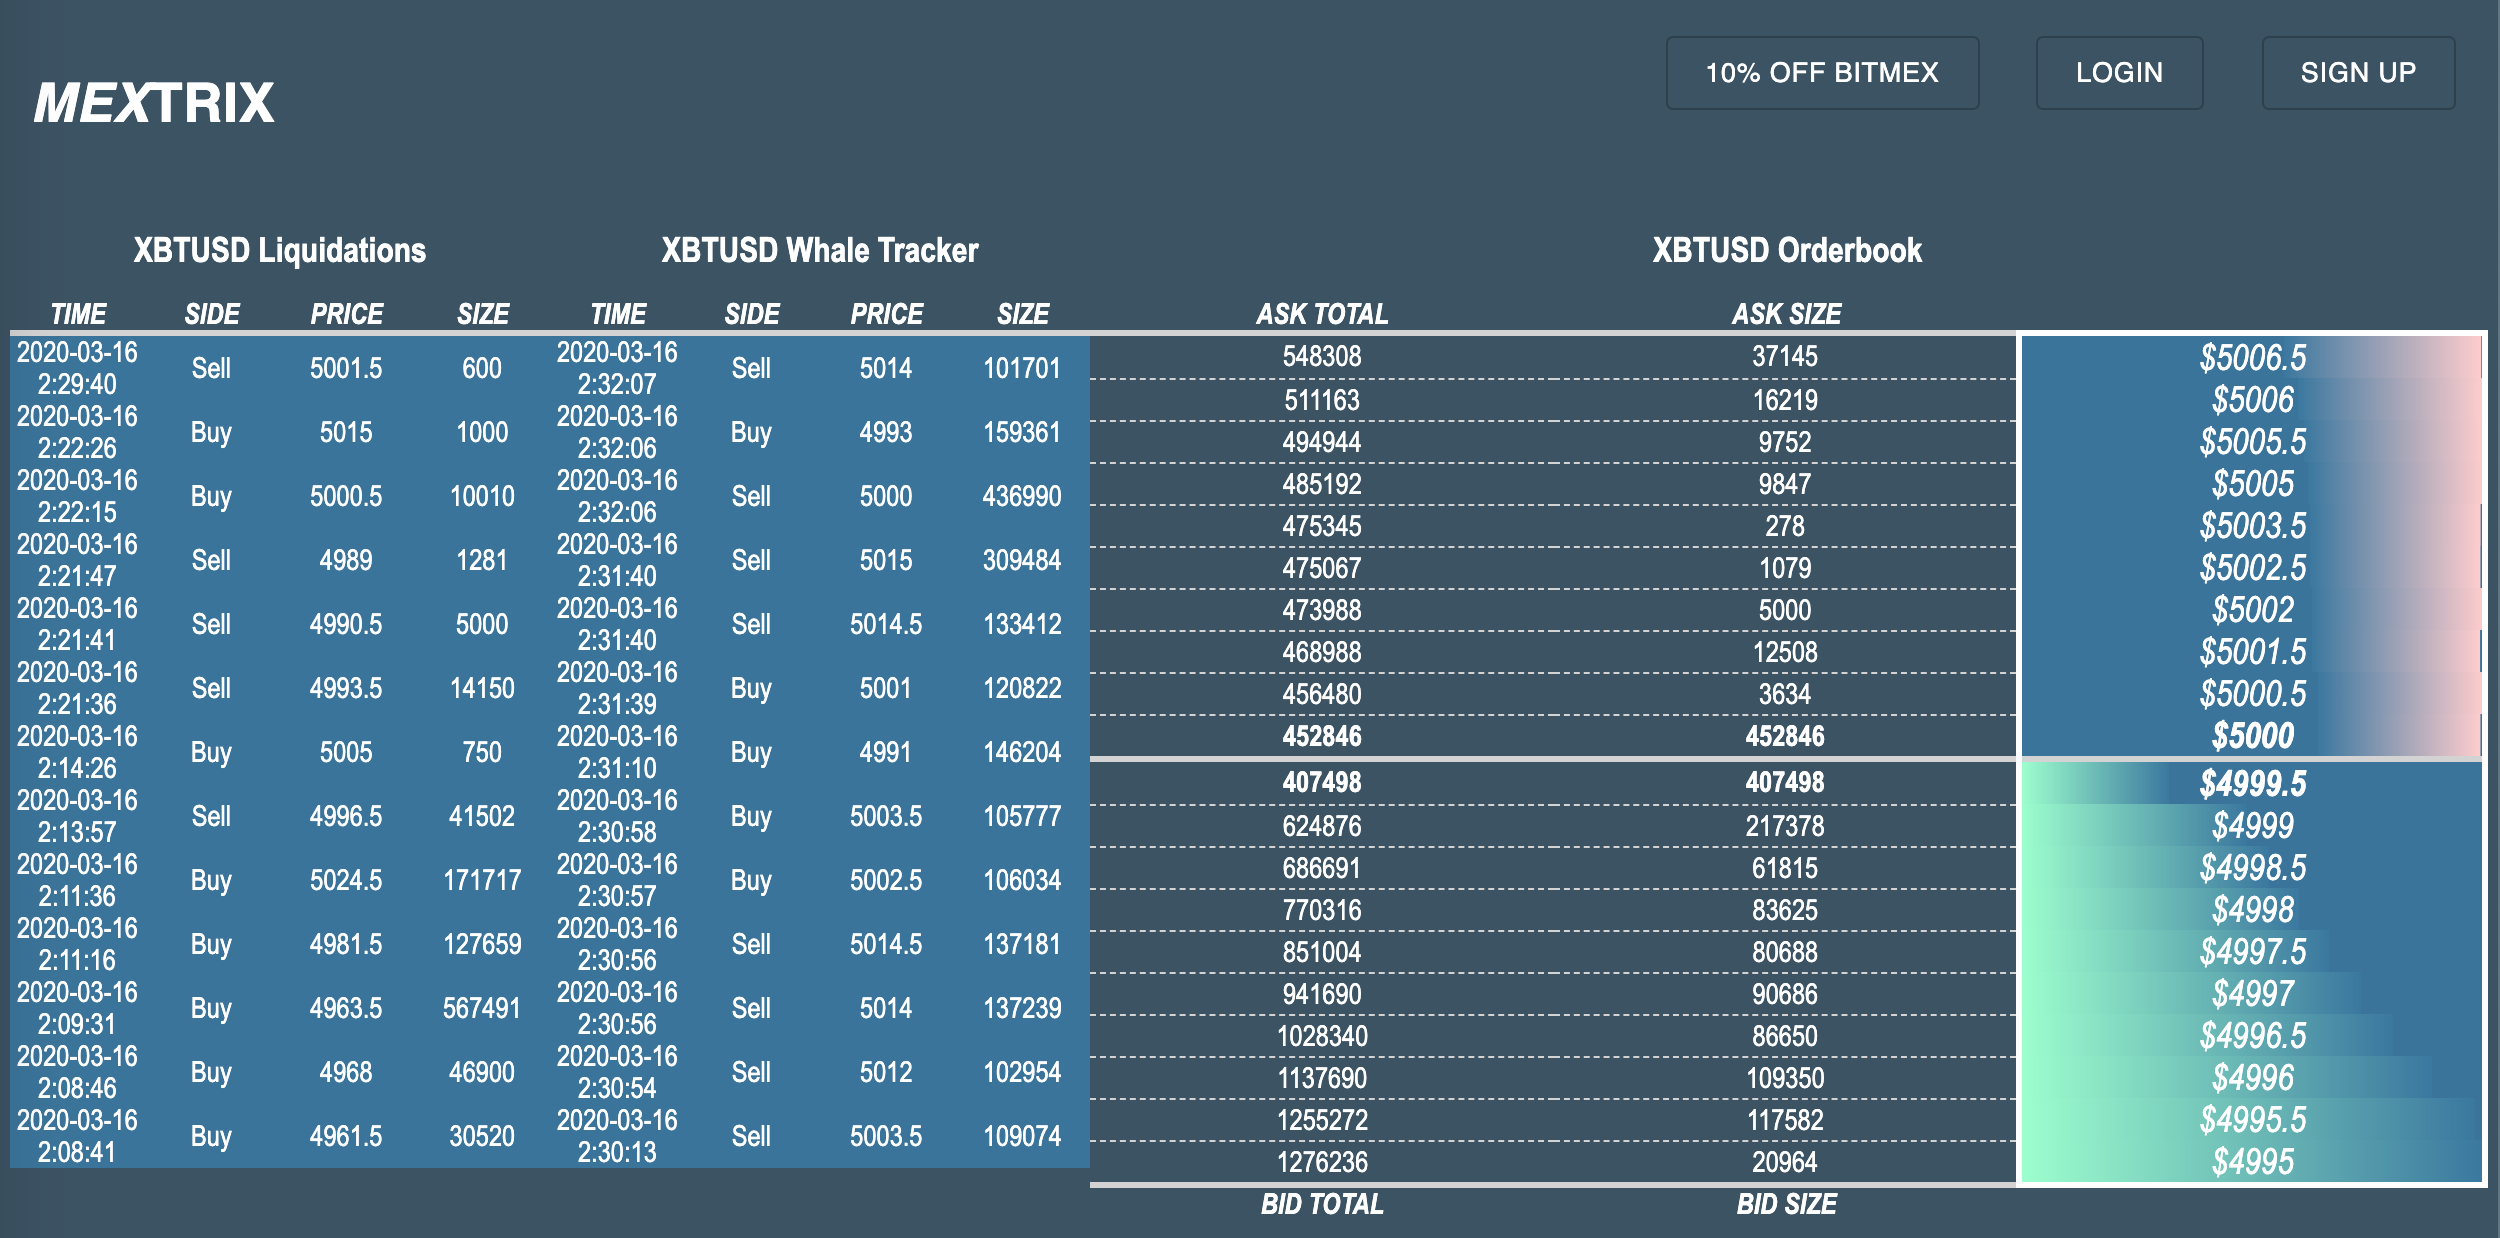 10% OFF BITMEX LOGIN SIGN UP
MEXTRIX
XBTUSD Liquidations
TIME SIDE PRICE SIZE
2020-03-16 2:29:40 Sell 5001.5 600
2020-03-16 2:22:26 Buy 5015 1000
2020-03-16 2:22:15 Buy 5000.5 10010
2020-03-16 2:21:47 Sell 4989 1281
2020-03-16 2:21:41 Sell 4990.5 5000
2020-03-16 2:21:36 Sell 4993.5 14150
2020-03-16 2:14:26 Buy 5005 750
2020-03-16 2:13:57 Sell 4996.5 41502
2020-03-16 2:11:36 Buy 5024.5 171717
2020-03-16 2:11:16 Buy 4981.5 127659
2020-03-16 2:09:31 Buy 4963.5 567491
2020-03-16 2:08:46 Buy 4968 46900
2020-03-16 2:08:41 Buy 4961.5 30520
XBTUSD Whale Tracker
TIME SIDE PRICE SIZE
2020-03-16 2:32:07 Sell 5014 101701
2020-03-16 2:32:06 Buy 4993 159361
2020-03-16 2:32:06 Sell 5000 436990
2020-03-16 2:31:40 Sell 5015 309484
2020-03-16 2:31:40 Sell 5014.5 133412
2020-03-16 2:31:39 Buy 5001 120822
2020-03-16 2:31:10 Buy 4991 146204
2020-03-16 2:30:58 Buy 5003.5 105777
2020-03-16 2:30:57 Buy 5002.5 106034
2020-03-16 2:30:56 Sell 5014.5 137181
2020-03-16 2:30:56 Sell 5014 137239
2020-03-16 2:30:54 Sell 5012 102954
2020-03-16 2:30:13 Sell 5003.5 109074
XBTUSD Orderbook
ASK TOTAL ASK SIZE
548308 37145 $5006.5
511163 16219 $5006
494944 9752 $5005.5
485192 9847 $5005
475345 278 $5003.5
475067 1079 $5002.5
473988 5000 $5002
468988 12508 $5001.5
456480 3634 $5000.5
452846 452846 $5000
407498 407498 $4999.5
624876 217378 $4999
686691 61815 $4998.5
770316 83625 $4998
851004 80688 $4997.5
941690 90686 $4997
1028340 86650 $4996.5
1137690 109350 $4996
1255272 117582 $4995.5
1276236 20964 $4995
BID TOTAL BID SIZE